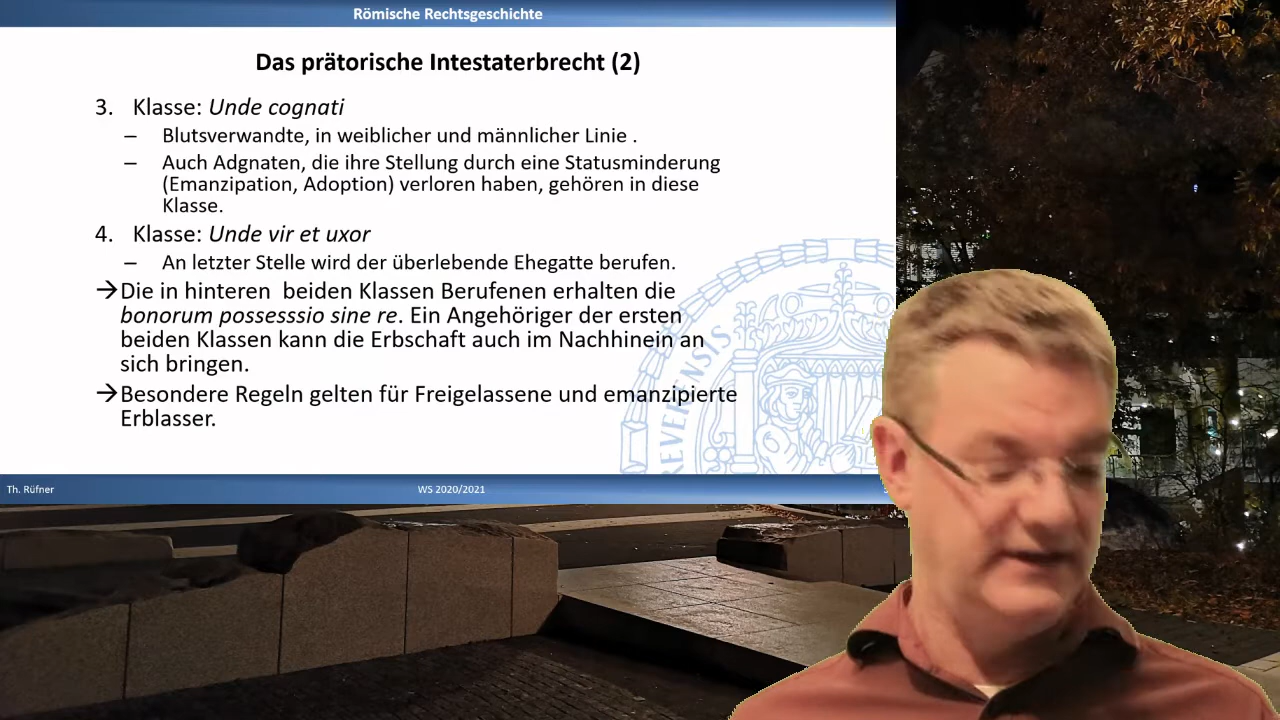 Römische Rechtsgeschichte
Das prätorische Intestaterbrecht (2)
3. Klasse: Unde cognati
– Blutsverwandte, in weiblicher und männlicher Linie .
– Auch Adgnaten, die ihre Stellung durch eine Statusminderung
(Emanzipation, Adoption) verloren haben, gehören in diese
Klasse.
4. Klasse: Unde vir et uxor
– An letzter Stelle wird der überlebende Ehegatte berufen.
→Die in hinteren beiden Klassen Berufenen erhalten die
bonorum possesssio sine re. Ein Angehöriger der ersten
beiden Klassen kann die Erbschaft auch im Nachhinein an
sich bringen.
→Besondere Regeln gelten für Freigelassene und emanzipierte
Erblasser.
Th. Rüfner
WS 2020/2021